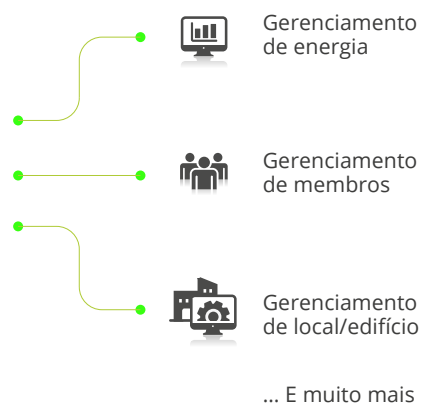 Gerenciamento
de energia
Gerenciamento
de membros
Gerenciamento
de local/edifício
... E muito mais